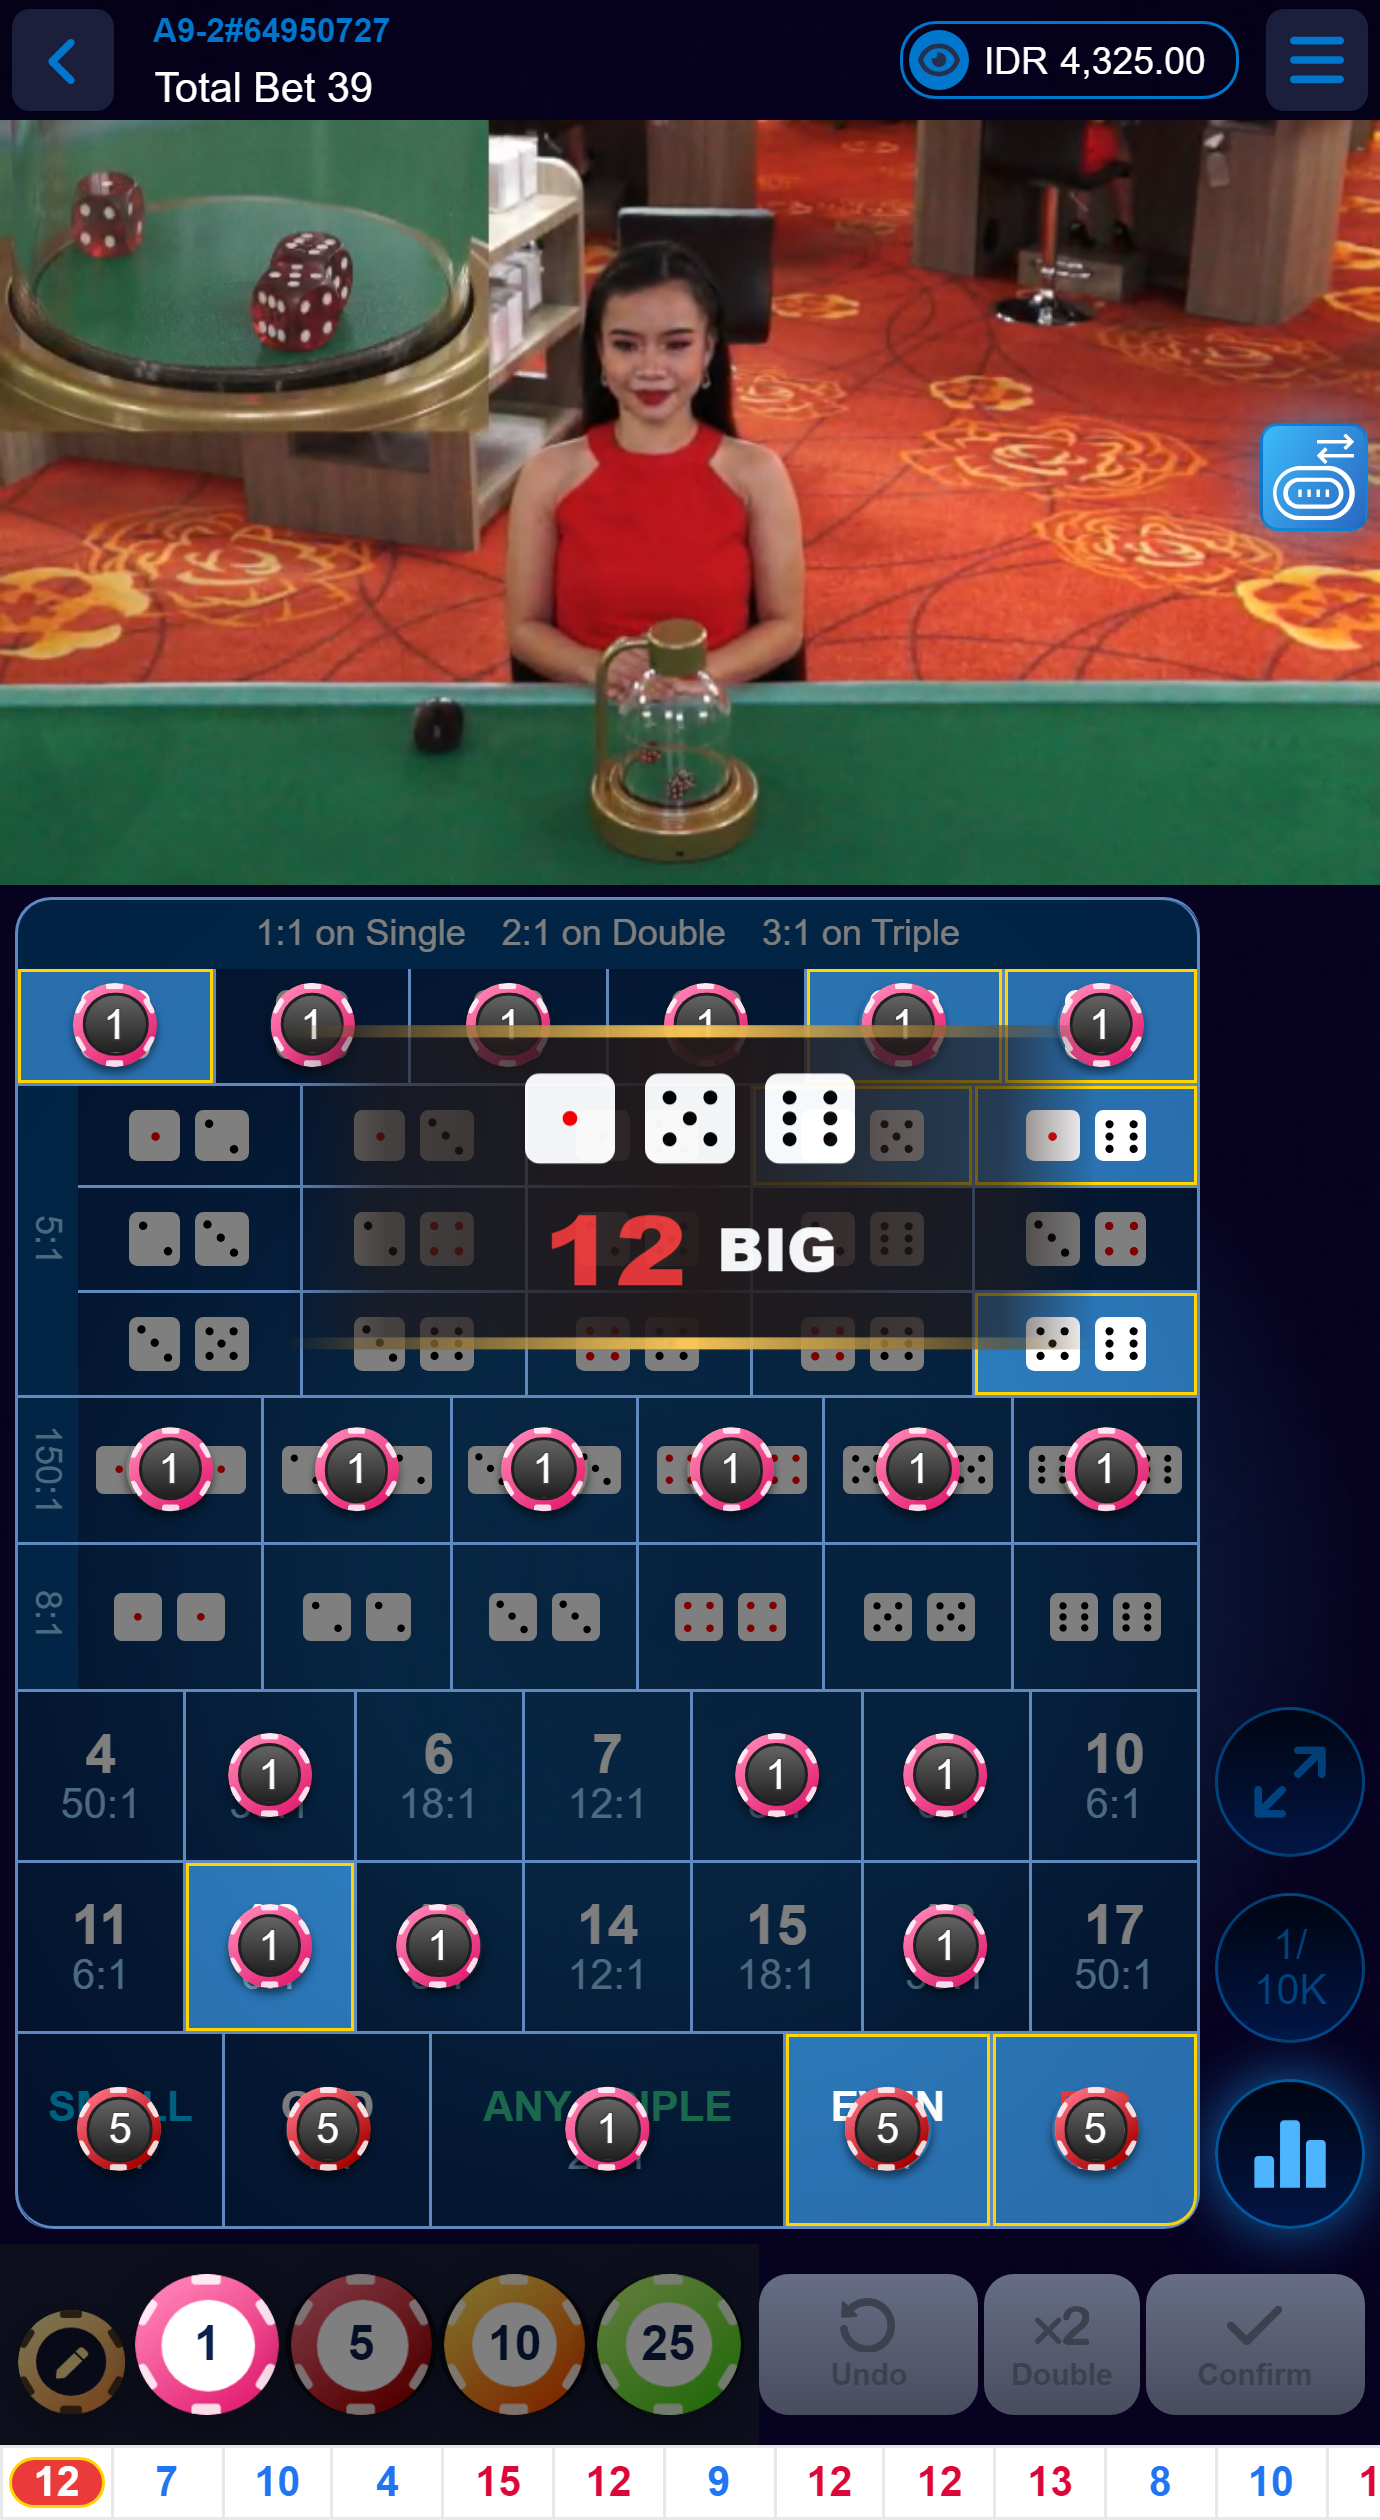 A9-2#64950727
Total Bet 39
IDR 4,325.00
1:1 on Single 2:1 on Double 3:1 on Triple
1 1 1 1 1 1
12 BIG
5:1
1 1 1 1 1 1
150:1
8:1
4 6 7 10
50:1 18:1 12:1 6:1
1 1 1
11 14 15 17
6:1 12:1 18:1 50:1
1 1 1
1/
10K
ANY
5 5 1 5 5
1 5 10 25
x2
Undo Double Confirm
12 7 10 4 15 12 9 12 12 13 8 10